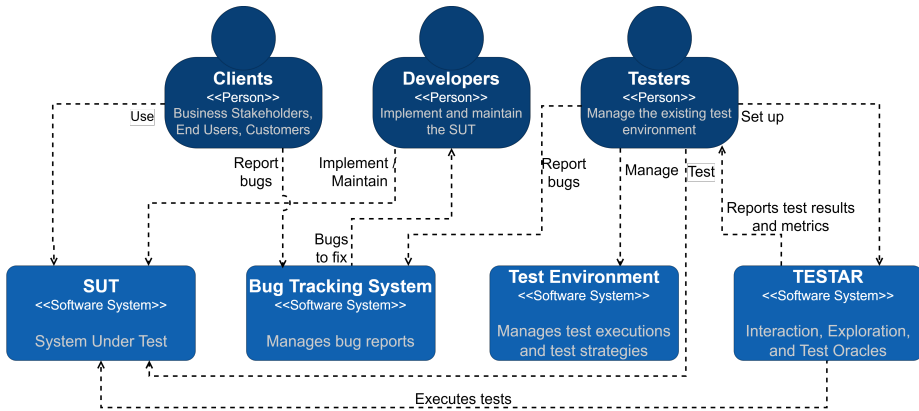 Clients
<<Person>>
Business Stakeholders,
End Users, Customers
Developers
<<Person>>
Implement and maintain
the SUT
Testers
<<Person>>
Manage the existing test
environment
Use
Report
bugs
Implement /
Maintain
Bugs
to fix
Report
bugs
Manage
Test
Set up
Reports test results
and metrics
SUT
<<Software System>>
System Under Test
Bug Tracking System
<<Software System>>
Manages bug reports
Test Environment
<<Software System>>
Manages test executions
and test strategies
TESTAR
<<Software System>>
Interaction, Exploration,
and Test Oracles
Executes tests